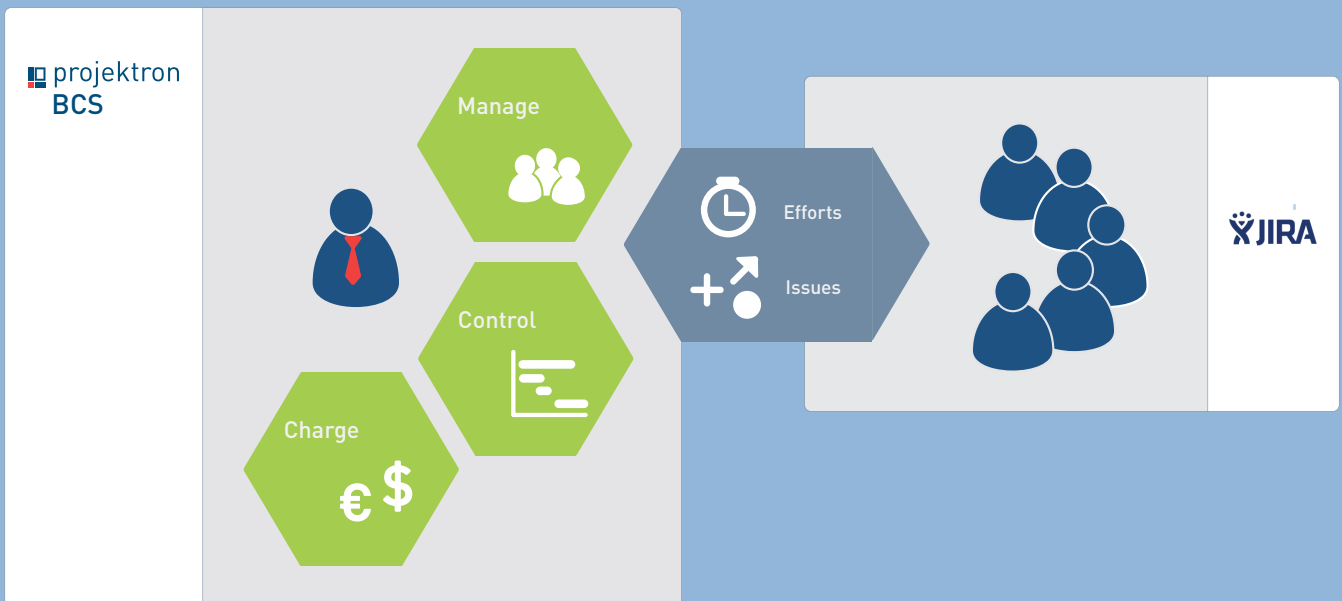 projektron
BCS
Manage
Control
Charge
€ $
Efforts
Issues
JIRA